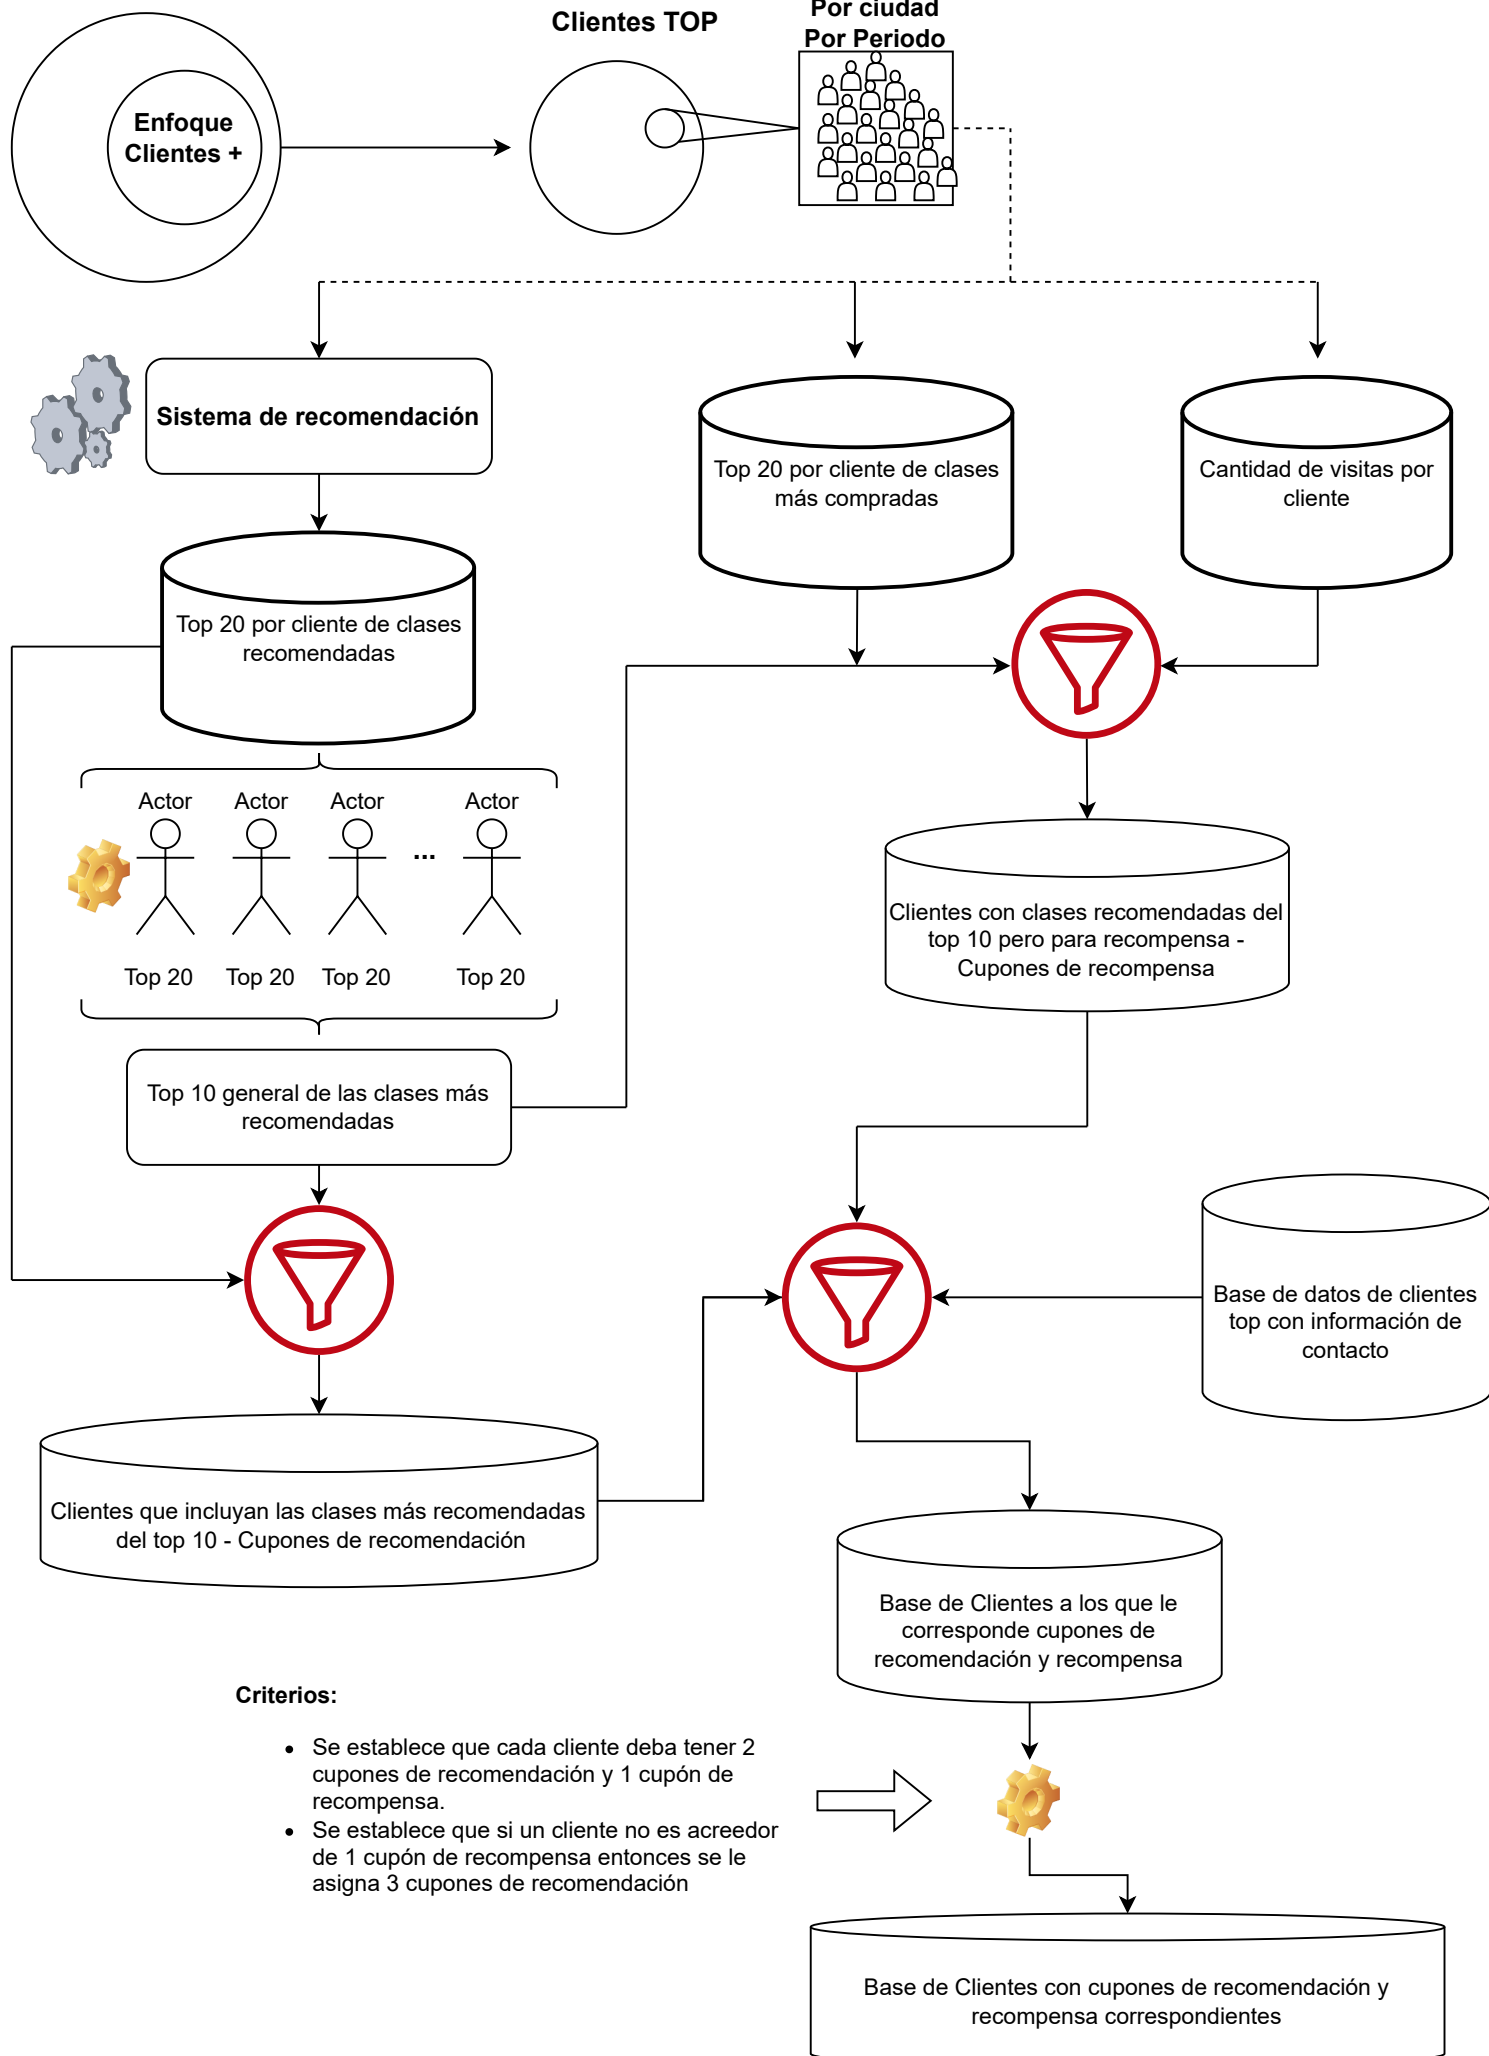 Clientes TOP
Por ciudad
Por Periodo
Enfoque
Clientes +
Sistema de recomendación
Top 20 por cliente de clases
más compradas
Cantidad de visitas por
cliente
Top 20 por cliente de clases
recomendadas
Actor Actor Actor Actor
...
Top 20 Top 20 Top 20 Top 20
Clientes con clases recomendadas del
top 10 pero para recompensa -
Cupones de recompensa
Top 10 general de las clases más
recomendadas
Base de datos de clientes
top con información de
contacto
Clientes que incluyan las clases más recomendadas
del top 10 - Cupones de recomendación
Base de Clientes a los que le
corresponde cupones de
recomendación y recompensa
Criterios:
• Se establece que cada cliente deba tener 2
cupones de recomendación y 1 cupón de
recompensa.
• Se establece que si un cliente no es acreedor
de 1 cupón de recompensa entonces se le
asigna 3 cupones de recomendación
Base de Clientes con cupones de recomendación y
recompensa correspondientes